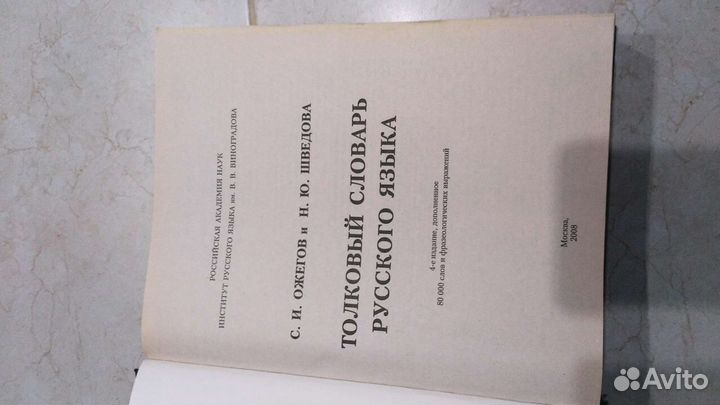 РОССИЙСКАЯ АКАДЕМИЯ НАУК
ИНСТИТУТ РУССКОГО ЯЗЫКА им. В. В. ВИНОГРАДОВА
С. И. ОЖЕГОВ и Н. Ю. ШВЕДОВА
ТОЛКОВЫЙ СЛОВАРЬ
РУССКОГО ЯЗЫКА
4-е издание, дополненное
80 000 слов и фразеологических выражений
Москва,
2008
Avito